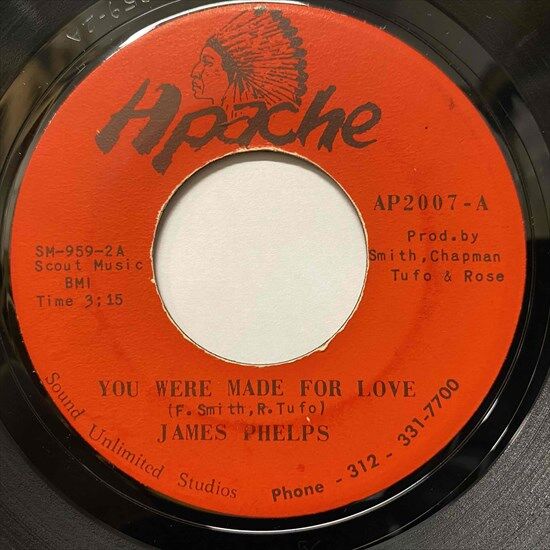 Apache
AP2007-A
Prod.by
Smith,Chapman
Tufo & Rose
SM-959-2A
Scout Music
BMI
Time 3;15
YOU WERE MADE FOR LOVE
(F.Smith,R.Tufo)
JAMES PHELPS
Sound Unlimited Studios
Phone - 312 - 331-7700